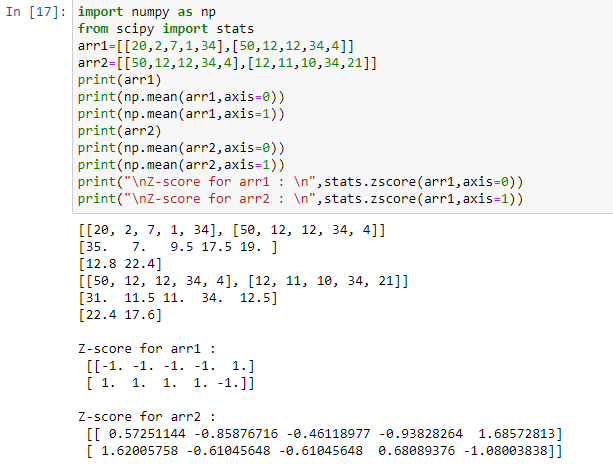 In [17]: import numpy as np
from scipy import stats
arr1=[[20,2,7,1,34],[50,12,12,34,4]]
arr2=[[50,12,12,34,4],[12,11,10,34,21]]
print(arr1)
print(np.mean(arr1,axis=0))
print(np.mean(arr1,axis=1))
print(arr2)
print(np.mean(arr2,axis=0))
print(np.mean(arr2,axis=1))
print("\nZ-score for arr1 : \n",stats.zscore(arr1,axis=0))
print("\nZ-score for arr2 : \n",stats.zscore(arr1,axis=1))
[[20, 2, 7, 1, 34], [50, 12, 12, 34, 4]]
[35.   7.   9.5 17.5 19. ]
[12.8 22.4]
[[50, 12, 12, 34, 4], [12, 11, 10, 34, 21]]
[31.  11.5 11.  34.  12.5]
[22.4 17.6]
Z-score for arr1 :
[[-1. -1. -1. -1.  1.]
[ 1.  1.  1.  1. -1.]]
Z-score for arr2 :
[[ 0.57251144 -0.85876716 -0.46118977 -0.93828264  1.68572813]
[ 1.62005758 -0.61045648 -0.61045648  0.68089376 -1.08003838]]